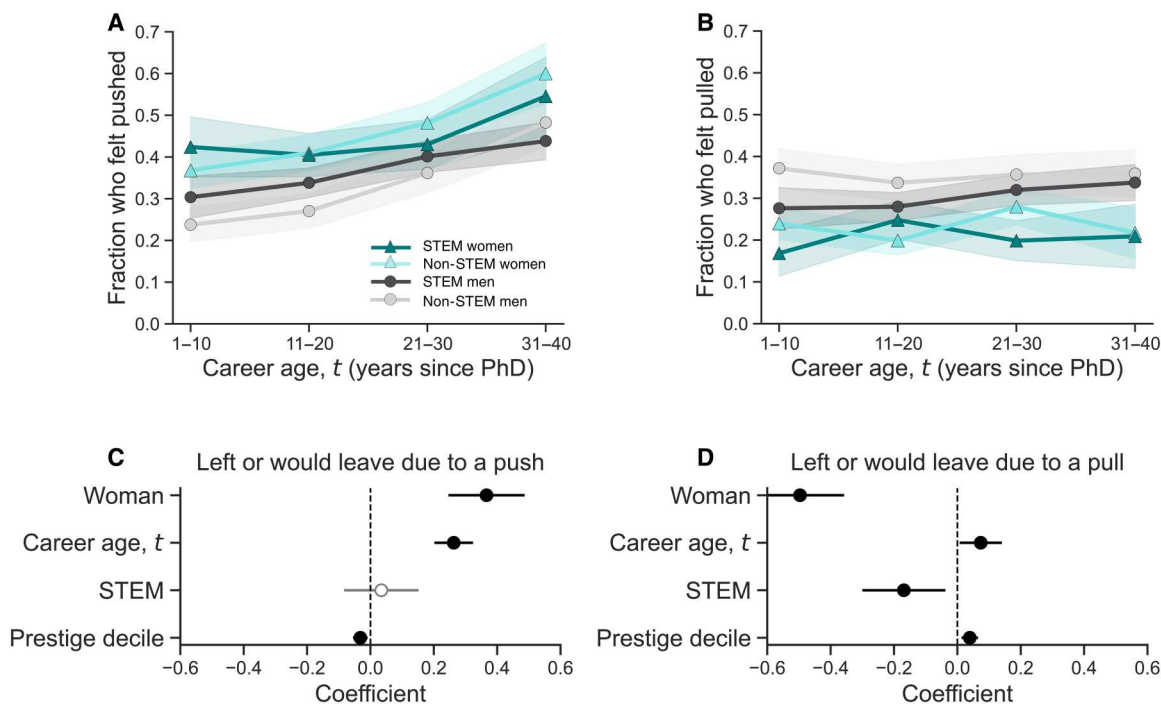 A
Fraction who felt pushed
0.7
0.6
0.5
0.4
0.3
0.2
0.1
0.0
STEM women
Non-STEM women
STEM men
Non-STEM men
1–10 11–20 21–30 31–40
Career age, t (years since PhD)
B
Fraction who felt pulled
0.7
0.6
0.5
0.4
0.3
0.2
0.1
0.0
1–10 11–20 21–30 31–40
Career age, t (years since PhD)
C
Left or would leave due to a push
Woman
Career age, t
STEM
Prestige decile
−0.6 −0.4 −0.2 0.0 0.2 0.4 0.6
Coefficient
D
Left or would leave due to a pull
Woman
Career age, t
STEM
Prestige decile
−0.6 −0.4 −0.2 0.0 0.2 0.4 0.6
Coefficient